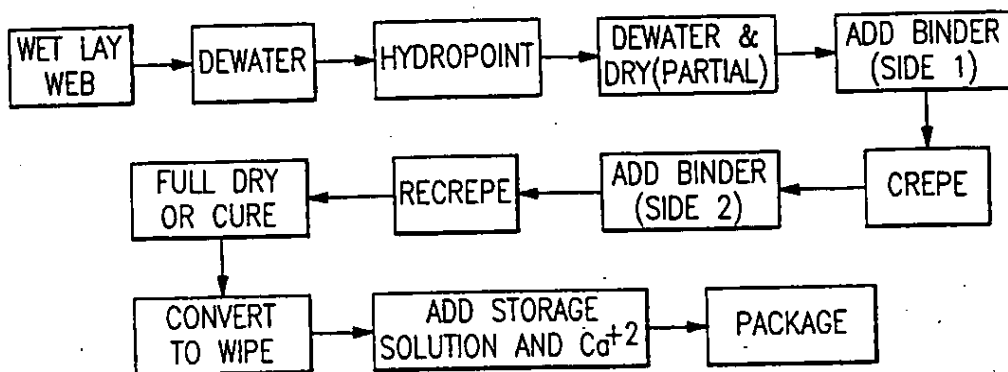 WET LAY
WEB
DEWATER
HYDROPOINT
DEWATER &
DRY(PARTIAL)
ADD BINDER
(SIDE 1)
CREPE
ADD BINDER
(SIDE 2)
RECREPE
FULL DRY
OR CURE
CONVERT
TO WIPE
ADD STORAGE
SOLUTION AND Ca+2
PACKAGE